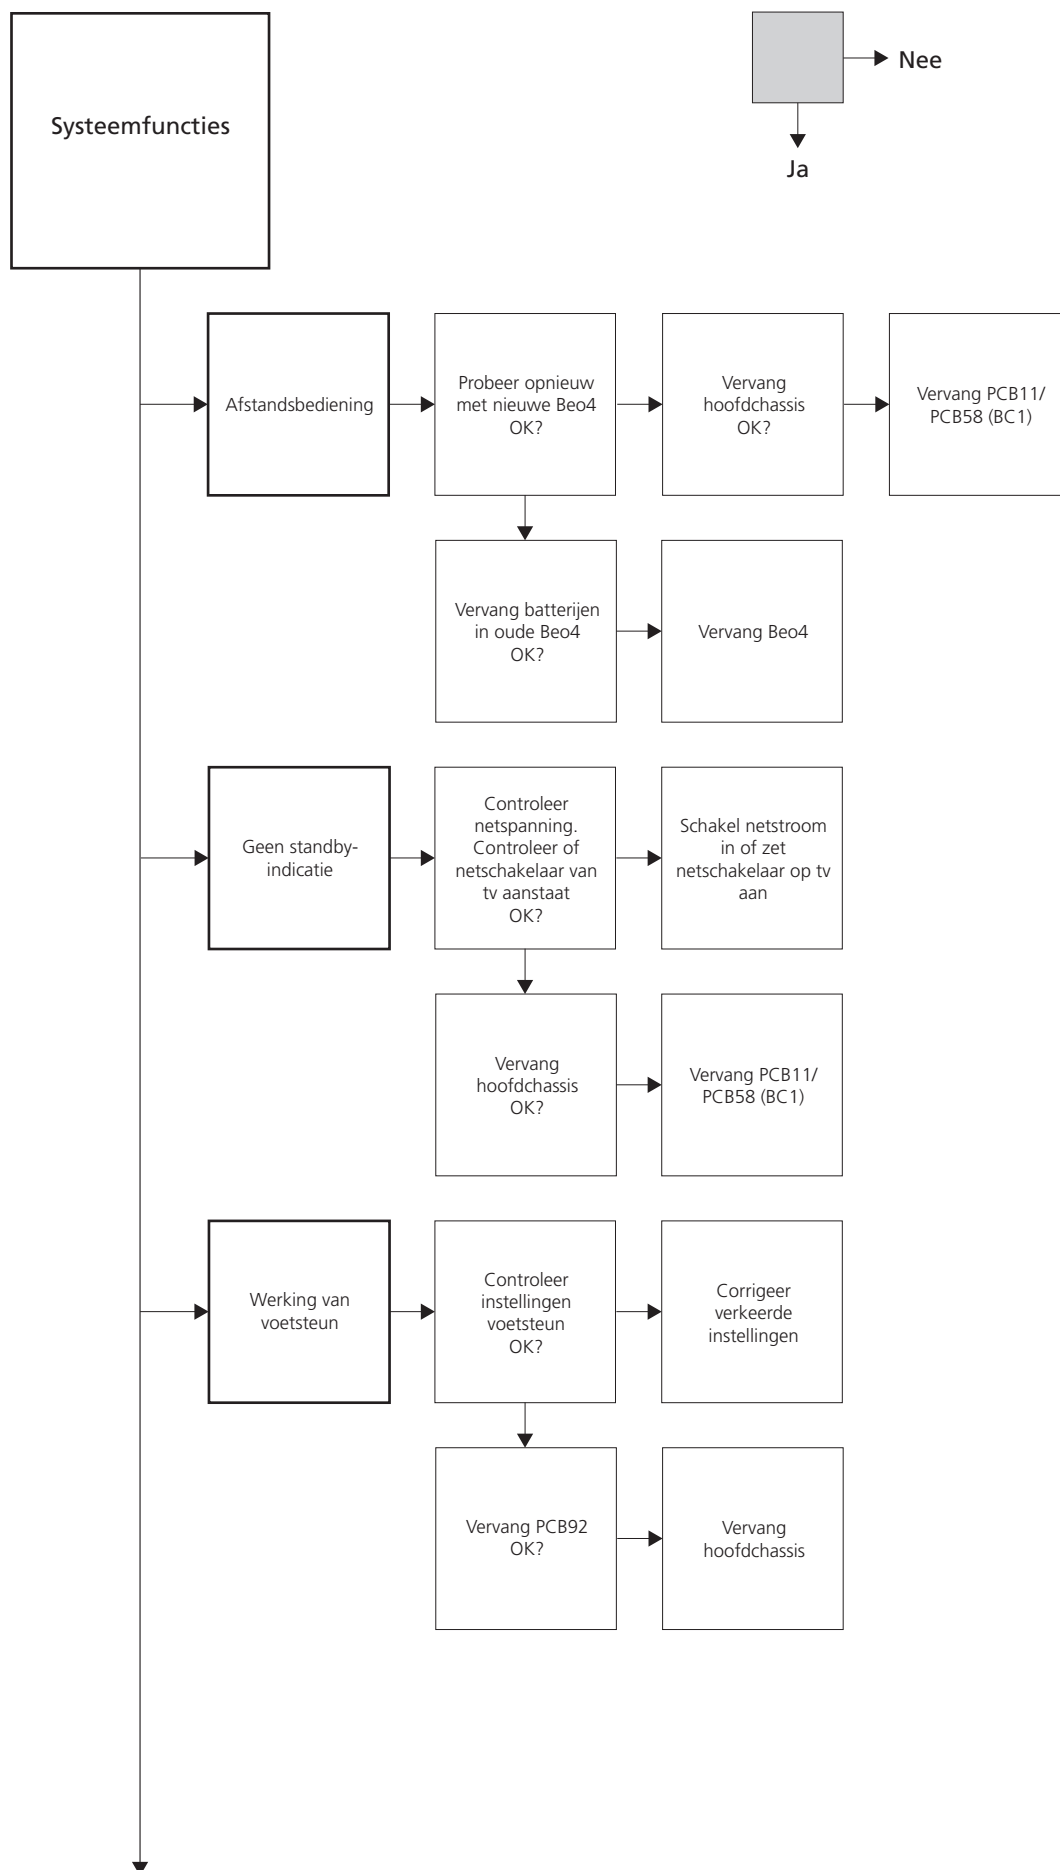 Systeemfuncties
Nee
Ja
Afstandsbediening
Probeer opnieuw
met nieuwe Beo4
OK?
Vervang
hoofdchassis
OK?
Vervang PCB11/
PCB58 (BC1)
Vervang batterijen
in oude Beo4
OK?
Vervang Beo4
Geen standby-
indicatie
Controleer
netspanning.
Controleer of
netschakelaar van
tv aanstaat
OK?
Schakel netstroom
in of zet
netschakelaar op tv
aan
Vervang
hoofdchassis
OK?
Vervang PCB11/
PCB58 (BC1)
Werking van
voetsteun
Controleer
instellingen
voetsteun
OK?
Corrigeer
verkeerde
instellingen
Vervang PCB92
OK?
Vervang
hoofdchassis